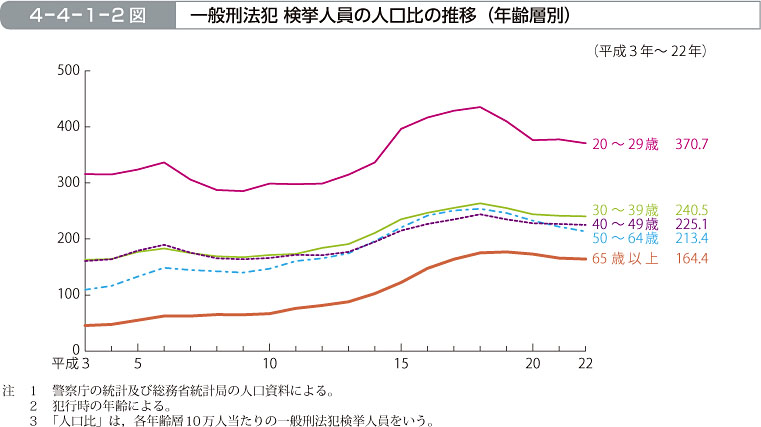 4-4-1-2図 一般刑法犯 検挙人員の人口比の推移（年齢層別）
（平成３年～22年）
500
400
300
200
100
0
20～29歳 370.7
30～39歳 240.5
40～49歳 225.1
50～64歳 213.4
65歳以上 164.4
平成3 5 10 15 20 22
注 1 警察庁の統計及び総務省統計局の人口資料による。
2 犯行時の年齢による。
3 「人口比」は，各年齢層10万人当たりの一般刑法犯検挙人員をいう。